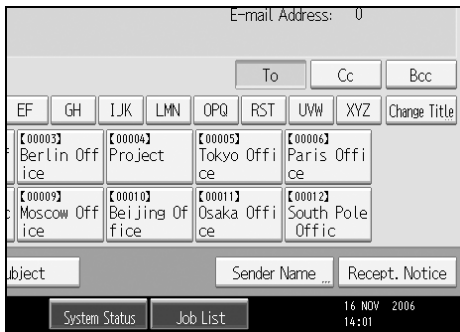 E-mail Address: 0
To Cc Bcc
EF GH IJK LMN OPQ RST UVW XYZ Change Title
【00003】 【00004】 【00005】 【00006】
Berlin Off Project Tokyo Offi Paris Offi
ice ce ce
【00009】 【00010】 【00011】 【00012】
Moscow Off Beijing Of Osaka Offi South Pole
ice fice ce Offic
ubject Sender Name ... Recept. Notice
System Status Job List 16 NOV 2006
14:01